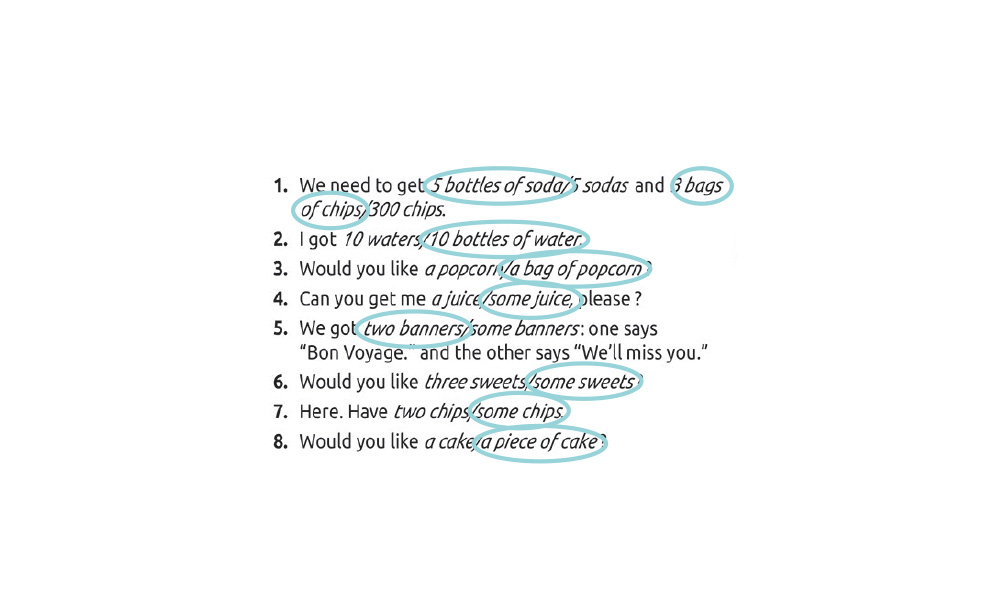 1. We need to get 5 bottles of soda/5 sodas and 3 bags
of chips/300 chips.
2. I got 10 waters/10 bottles of water.
3. Would you like a popcorn/a bag of popcorn?
4. Can you get me a juice/some juice, please ?
5. We got two banners/some banners: one says
“Bon Voyage.” and the other says “We’ll miss you.”
6. Would you like three sweets/some sweets?
7. Here. Have two chips/some chips.
8. Would you like a cake/a piece of cake?